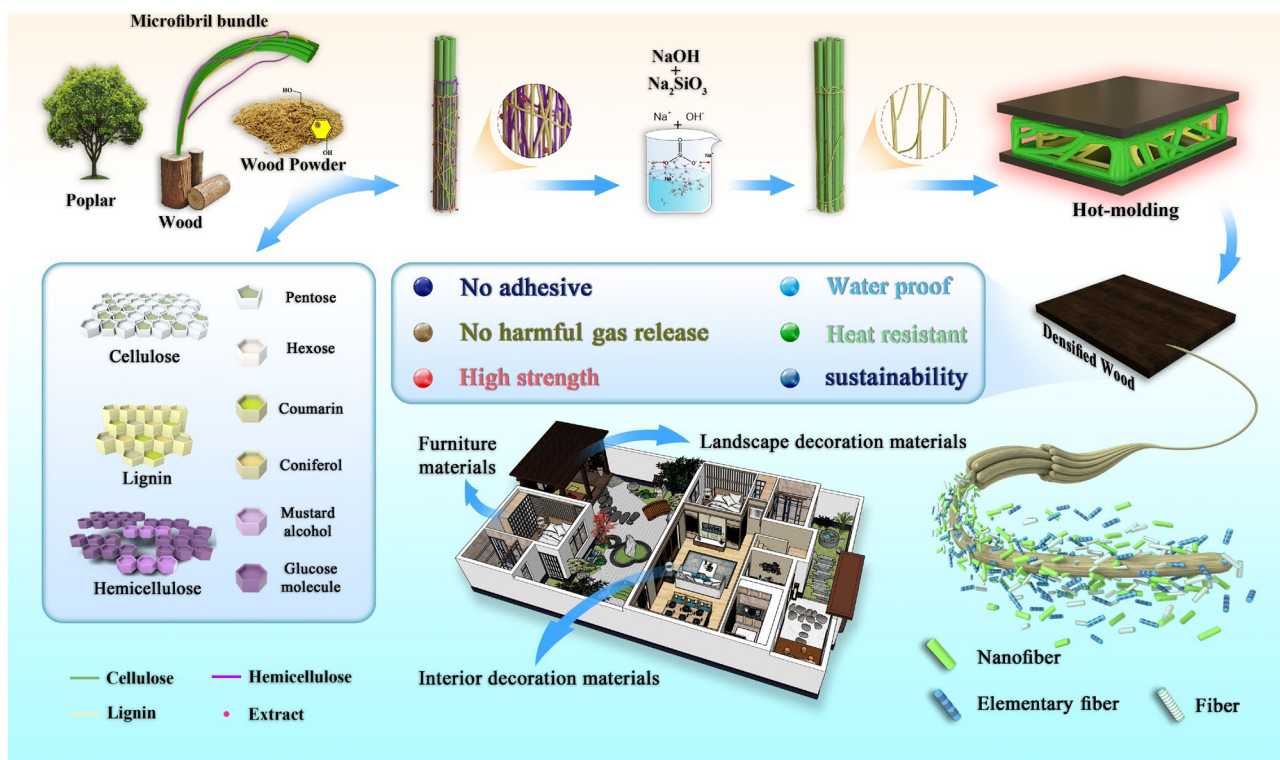 Microfibril bundle
HO
OH
Wood Powder
Poplar
Wood
NaOH
+
Na₂SiO₃
Na⁺ + OH⁻
Hot-molding
Cellulose
Lignin
Hemicellulose
Pentose
Hexose
Coumarin
Coniferol
Mustard
alcohol
Glucose
molecule
No adhesive
No harmful gas release
High strength
Water proof
Heat resistant
sustainability
Densified Wood
Furniture
materials
Landscape decoration materials
Interior decoration materials
Nanofiber
Elementary fiber
Fiber
Cellulose
Hemicellulose
Lignin
Extract